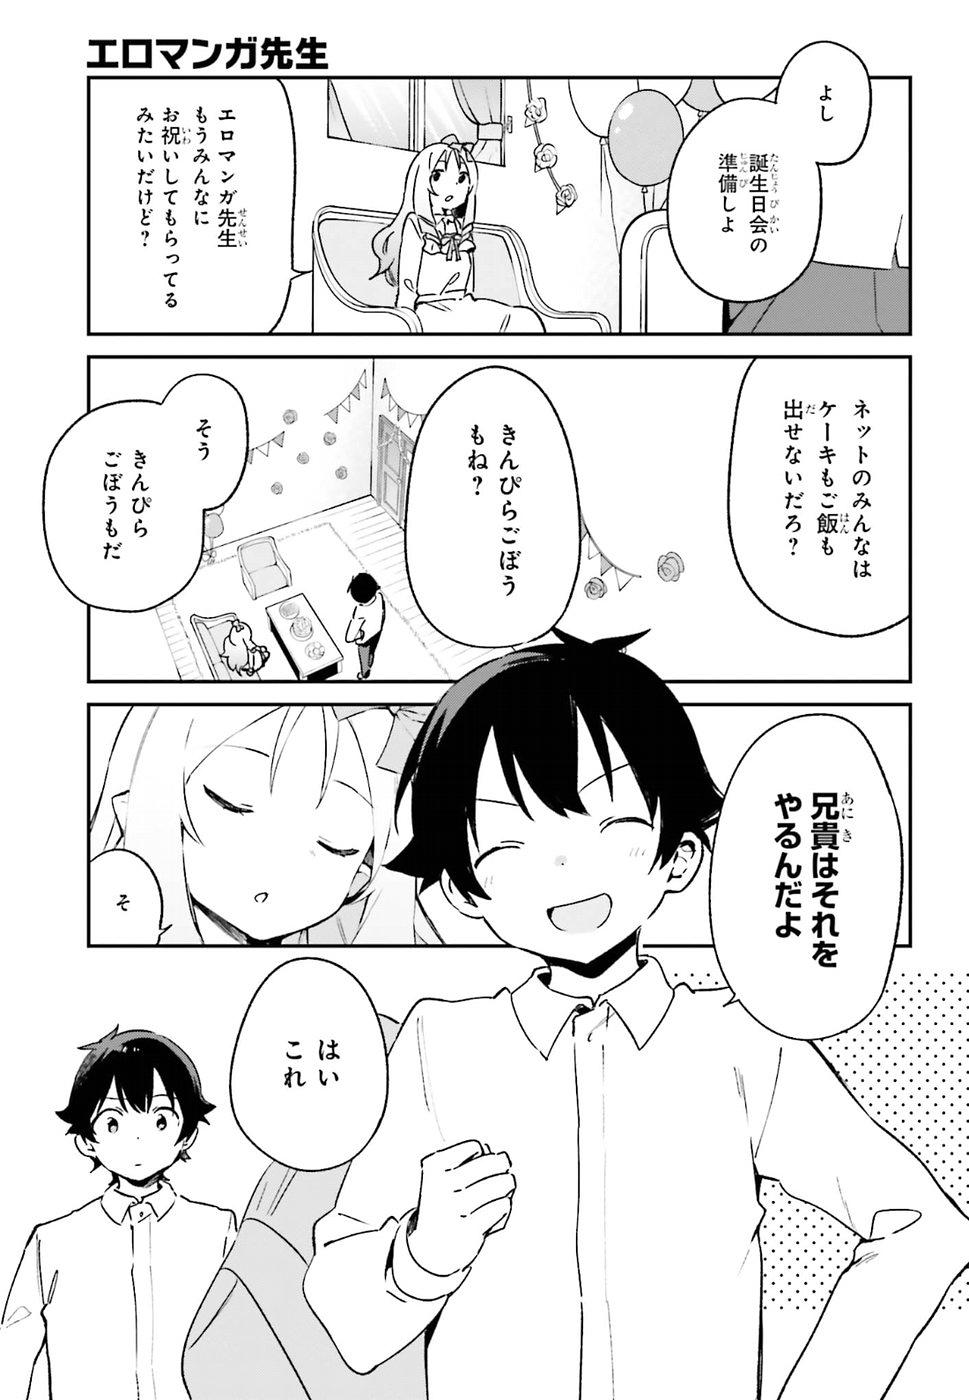 エロマンガ先生
よし
誕生日会の
準備しよ
エロマンガ先生
もうみんなに
お祝いしてもらってる
みたいだけど?
ネットのみんなは
ケーキもご飯も
出せないだろ?
きんぴらごぼう
もね?
そう
きんぴら
ごぼうもだ
兄貴はそれを
やるんだよ
そ
はい
これ